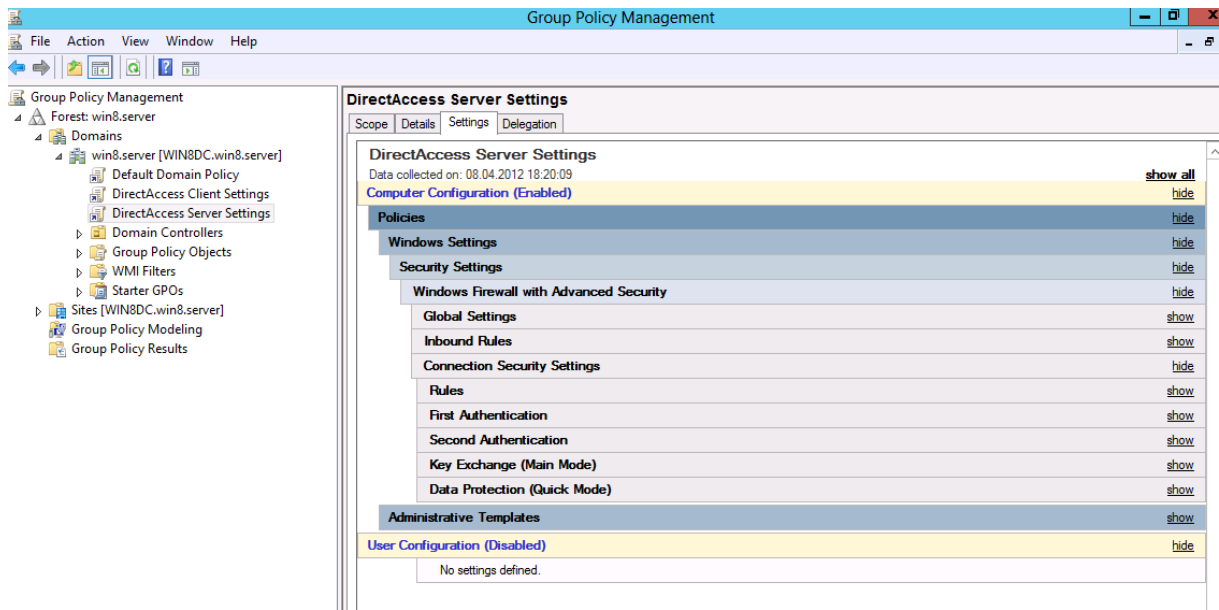 Group Policy Management
File Action View Window Help
Group Policy Management
Forest: win8.server
Domains
win8.server [WIN8DC.win8.server]
Default Domain Policy
DirectAccess Client Settings
DirectAccess Server Settings
Domain Controllers
Group Policy Objects
WMI Filters
Starter GPOs
Sites [WIN8DC.win8.server]
Group Policy Modeling
Group Policy Results
DirectAccess Server Settings
Scope Details Settings Delegation
DirectAccess Server Settings
Data collected on: 08.04.2012 18:20:09 show all
Computer Configuration (Enabled) hide
Policies hide
Windows Settings hide
Security Settings hide
Windows Firewall with Advanced Security hide
Global Settings show
Inbound Rules show
Connection Security Settings hide
Rules show
First Authentication show
Second Authentication show
Key Exchange (Main Mode) show
Data Protection (Quick Mode) show
Administrative Templates show
User Configuration (Disabled) hide
No settings defined.